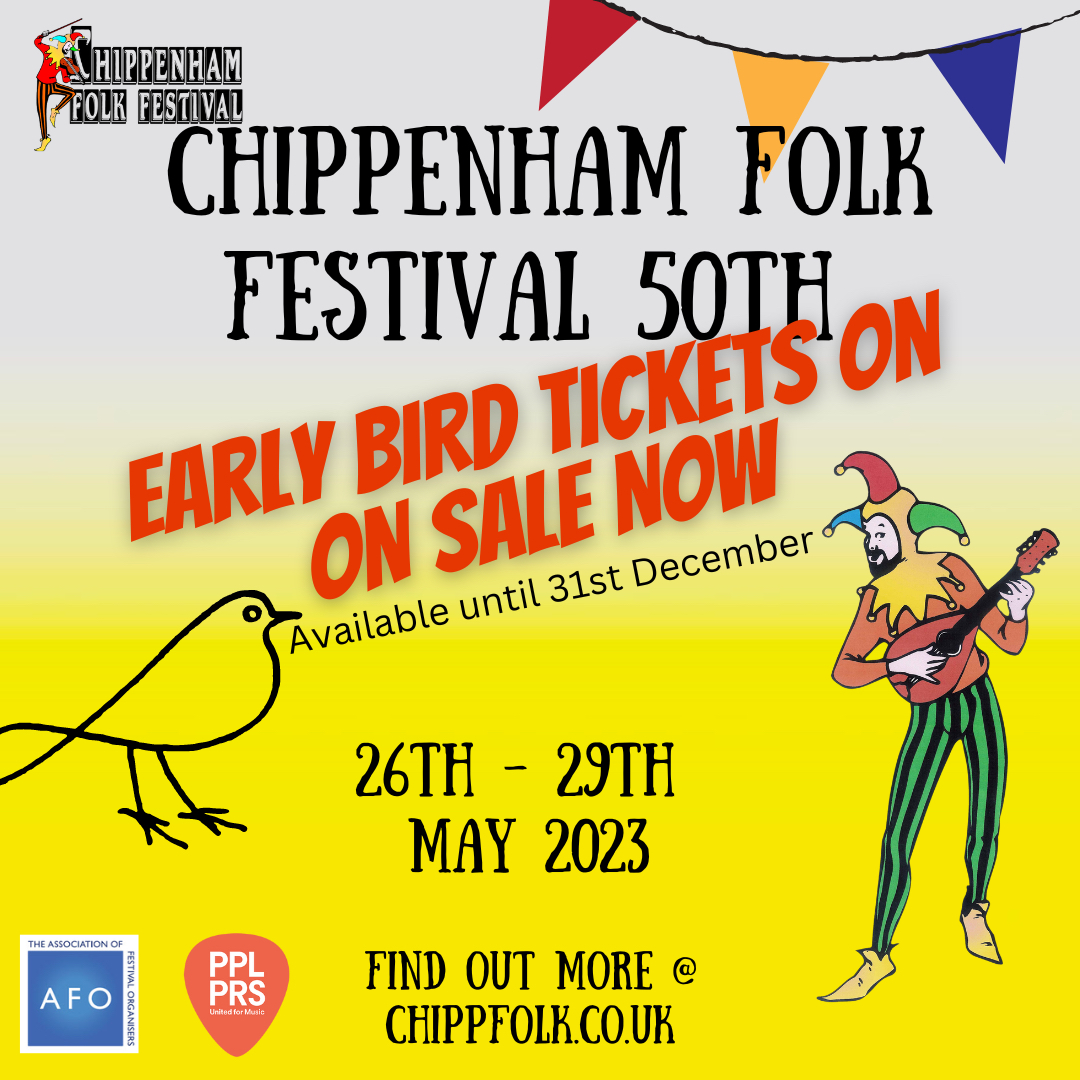 CHIPPENHAM
FOLK FESTIVAL
CHIPPENHAM FOLK
FESTIVAL 50TH
EARLY BIRD TICKETS ON
ON SALE NOW
Available until 31st December
26TH - 29TH
MAY 2023
THE ASSOCIATION OF
FESTIVAL ORGANISERS
AFO
PPL
PRS
United for Music
FIND OUT MORE @
CHIPPFOLK.CO.UK